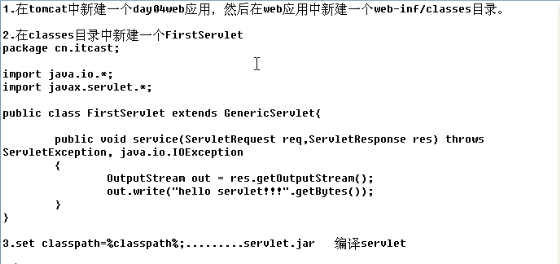 1.在tomcat中新建一个day04web应用，然后在web应用中新建一个web-inf/classes目录。
2.在classes目录中新建一个FirstServlet
package cn.itcast;
import java.io.*;
import javax.servlet.*;
public class FirstServlet extends GenericServlet{
public void service(ServletRequest req,ServletResponse res) throws
ServletException, java.io.IOException
{
OutputStream out = res.getOutputStream();
out.write("hello servlet!!!".getBytes());
}
}
3.set classpath=%classpath%;.........servlet.jar 编译servlet